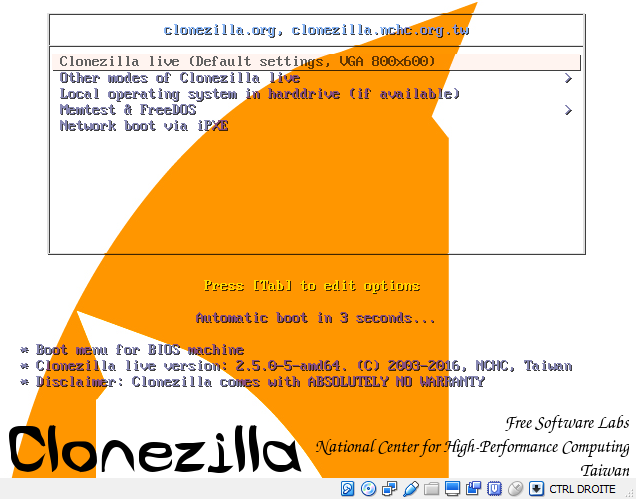 clonezilla.org, clonezilla.nchc.org.tw
Clonezilla live (Default settings, VGA 800x600)
Other modes of Clonezilla live >
Local operating system in harddrive (if available)
Memtest & FreeDOS >
Network boot via iPXE
Press [Tab] to edit options
Automatic boot in 3 seconds...
* Boot menu for BIOS machine
* Clonezilla live version: 2.5.0-5-amd64. (C) 2003-2016, NCHC, Taiwan
* Disclaimer: Clonezilla comes with ABSOLUTELY NO WARRANTY
Free Software Labs
Clonezilla National Center for High-Performance Computing
Taiwan
CTRL DROITE